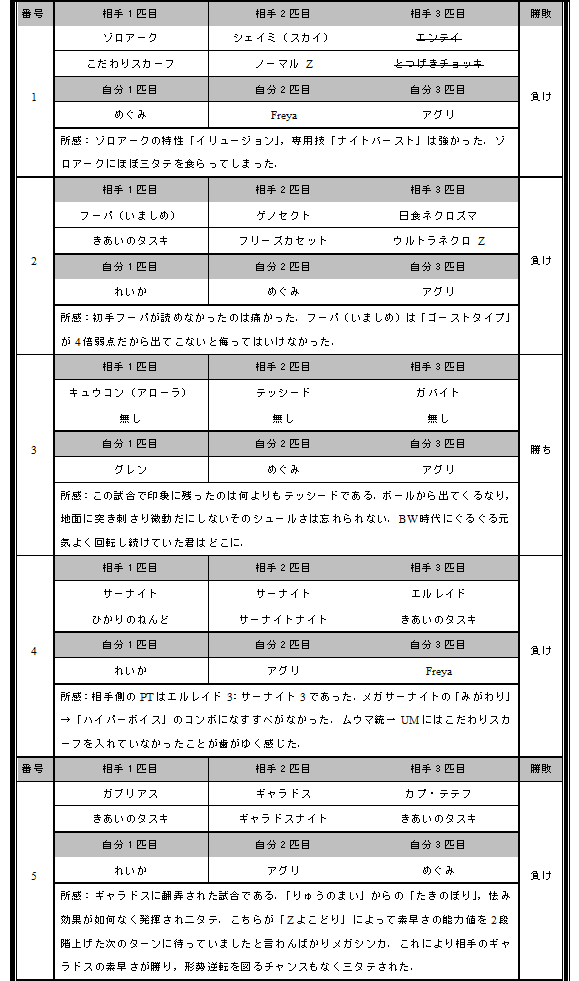 番号 相手 1 匹目 相手 2 匹目 相手 3 匹目 勝敗
ゾロアーク シェイミ（スカイ） エンテイ
こだわりスカーフ ノーマル Z とつげきチョッキ
自分 1 匹目 自分 2 匹目 自分 3 匹目
1 負け
めぐみ Freya アグリ
所感：ゾロアークの特性「イリュージョン」，専用技「ナイトバースト」は強かった．ゾ
ロアークにほぼ三タテを食らってしまった．
相手 1 匹目 相手 2 匹目 相手 3 匹目
フーパ（いましめ） ゲノセクト 日食ネクロズマ
きあいのタスキ フリーズカセット ウルトラネクロ Z
2 負け
自分 1 匹目 自分 2 匹目 自分 3 匹目
れいか めぐみ アグリ
所感：初手フーパが読めなかったのは痛かった．フーパ（いましめ）は「ゴーストタイプ」
が 4 倍弱点だから出てこないと侮ってはいけなかった．
相手 1 匹目 相手 2 匹目 相手 3 匹目
キュウコン（アローラ） テッシード ガバイト
無し 無し 無し
自分 1 匹目 自分 2 匹目 自分 3 匹目
3 勝ち
グレン めぐみ アグリ
所感：この試合で印象に残ったのは何よりもテッシードである．ボールから出てくるなり，
地面に突き刺さり微動だにしないそのシュールさは忘れられない．BW 時代にぐるぐる元
気よく回転し続けていた君はどこに．
相手 1 匹目 相手 2 匹目 相手 3 匹目
サーナイト サーナイト エルレイド
ひかりのねんど サーナイトナイト きあいのタスキ
自分 1 匹目 自分 2 匹目 自分 3 匹目
4 負け
れいか アグリ Freya
所感：相手側の PT はエルレイド 3：サーナイト 3 であった．メガサーナイトの「みがわり」
→「ハイパーボイス」のコンボになすすべがなかった．ムウマ統一 UM にはこだわりスカ
ーフを入れていなかったことが歯がゆく感じた．
番号 相手 1 匹目 相手 2 匹目 相手 3 匹目 勝敗
ガブリアス ギャラドス カプ・テテフ
きあいのタスキ ギャラドスナイト きあいのタスキ
自分 1 匹目 自分 2 匹目 自分 3 匹目
れいか アグリ めぐみ
5 負け
所感：ギャラドスに翻弄された試合である．「りゅうのまい」からの「たきのぼり」，怯み
効果が如何なく発揮され二タテ．こちらが「Z よこどり」によって素早さの能力値を 2 段
階上げた次のターンに待っていましたと言わんばかりメガシンカ．これにより相手のギャ
ラドスの素早さが勝り，形勢逆転を図るチャンスもなく三タテされた．